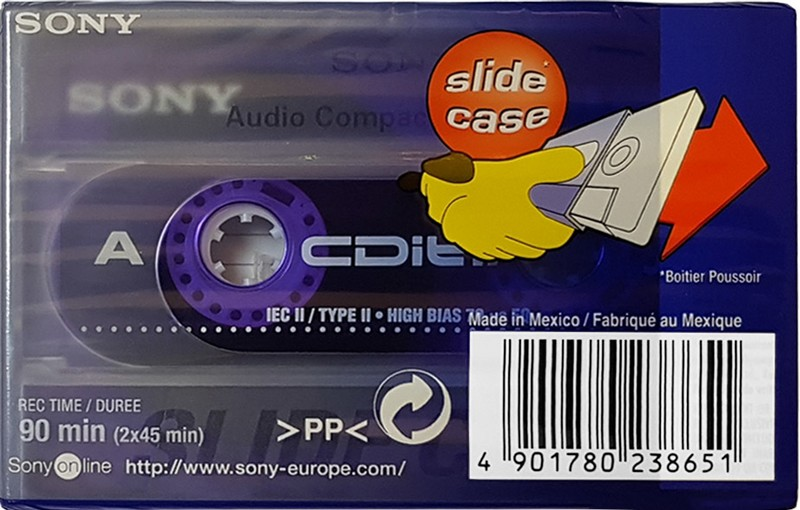 SONY
SONY
Audio Compac
slide*
case
A
CDit
IEC II / TYPE II • HIGH BIAS
*Boitier Poussoir
Made in Mexico / Fabriqué au Mexique
REC TIME / DUREE
90 min (2x45 min)
>PP<
Sony on line http://www.sony-europe.com/
4 901780 238651